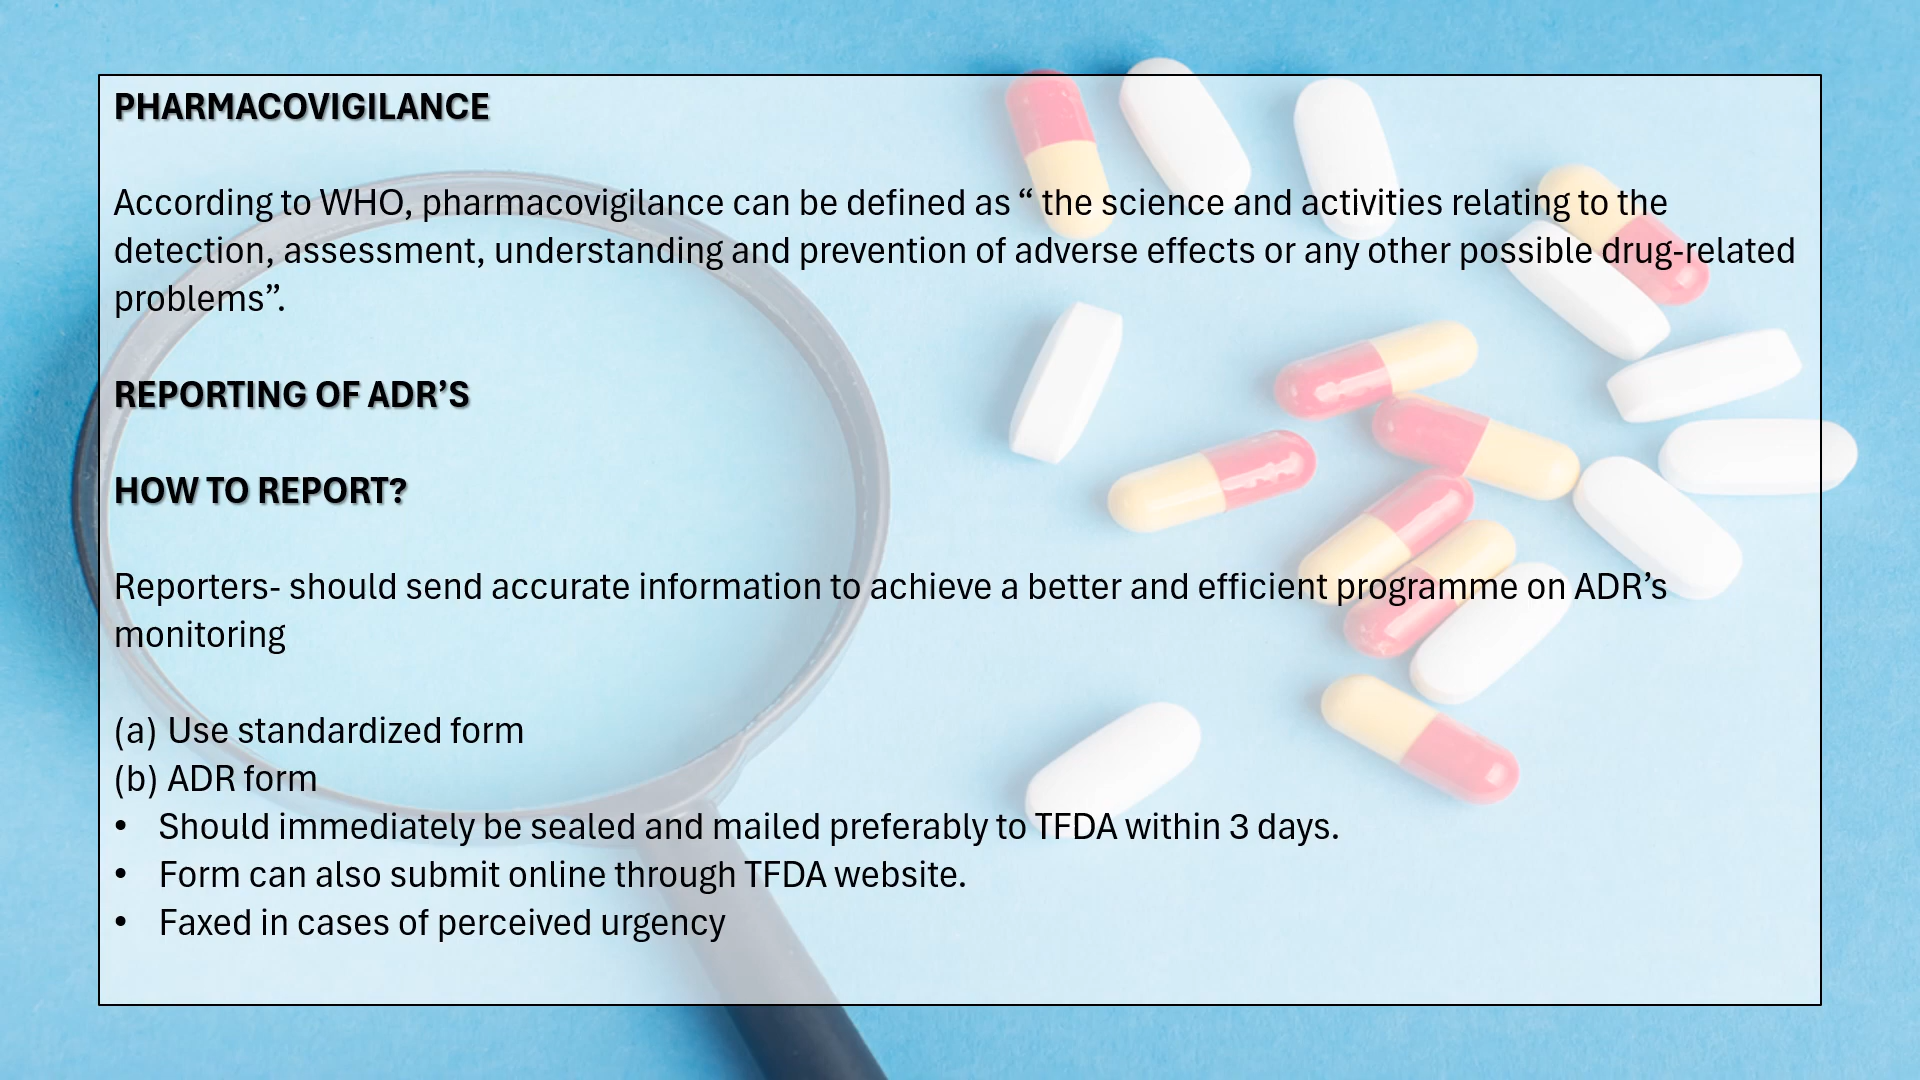 PHARMACOVIGILANCE
According to WHO, pharmacovigilance can be defined as “ the science and activities relating to the
detection, assessment, understanding and prevention of adverse effects or any other possible drug-related
problems”.
REPORTING OF ADR’S
HOW TO REPORT?
Reporters- should send accurate information to achieve a better and efficient programme on ADR’s
monitoring
(a) Use standardized form
(b) ADR form
• Should immediately be sealed and mailed preferably to TFDA within 3 days.
• Form can also submit online through TFDA website.
• Faxed in cases of perceived urgency